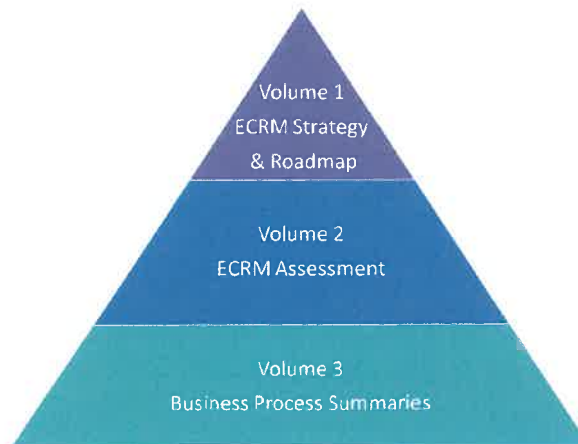 Volume 1
ECRM Strategy
& Roadmap
Volume 2
ECRM Assessment
Volume 3
Business Process Summaries